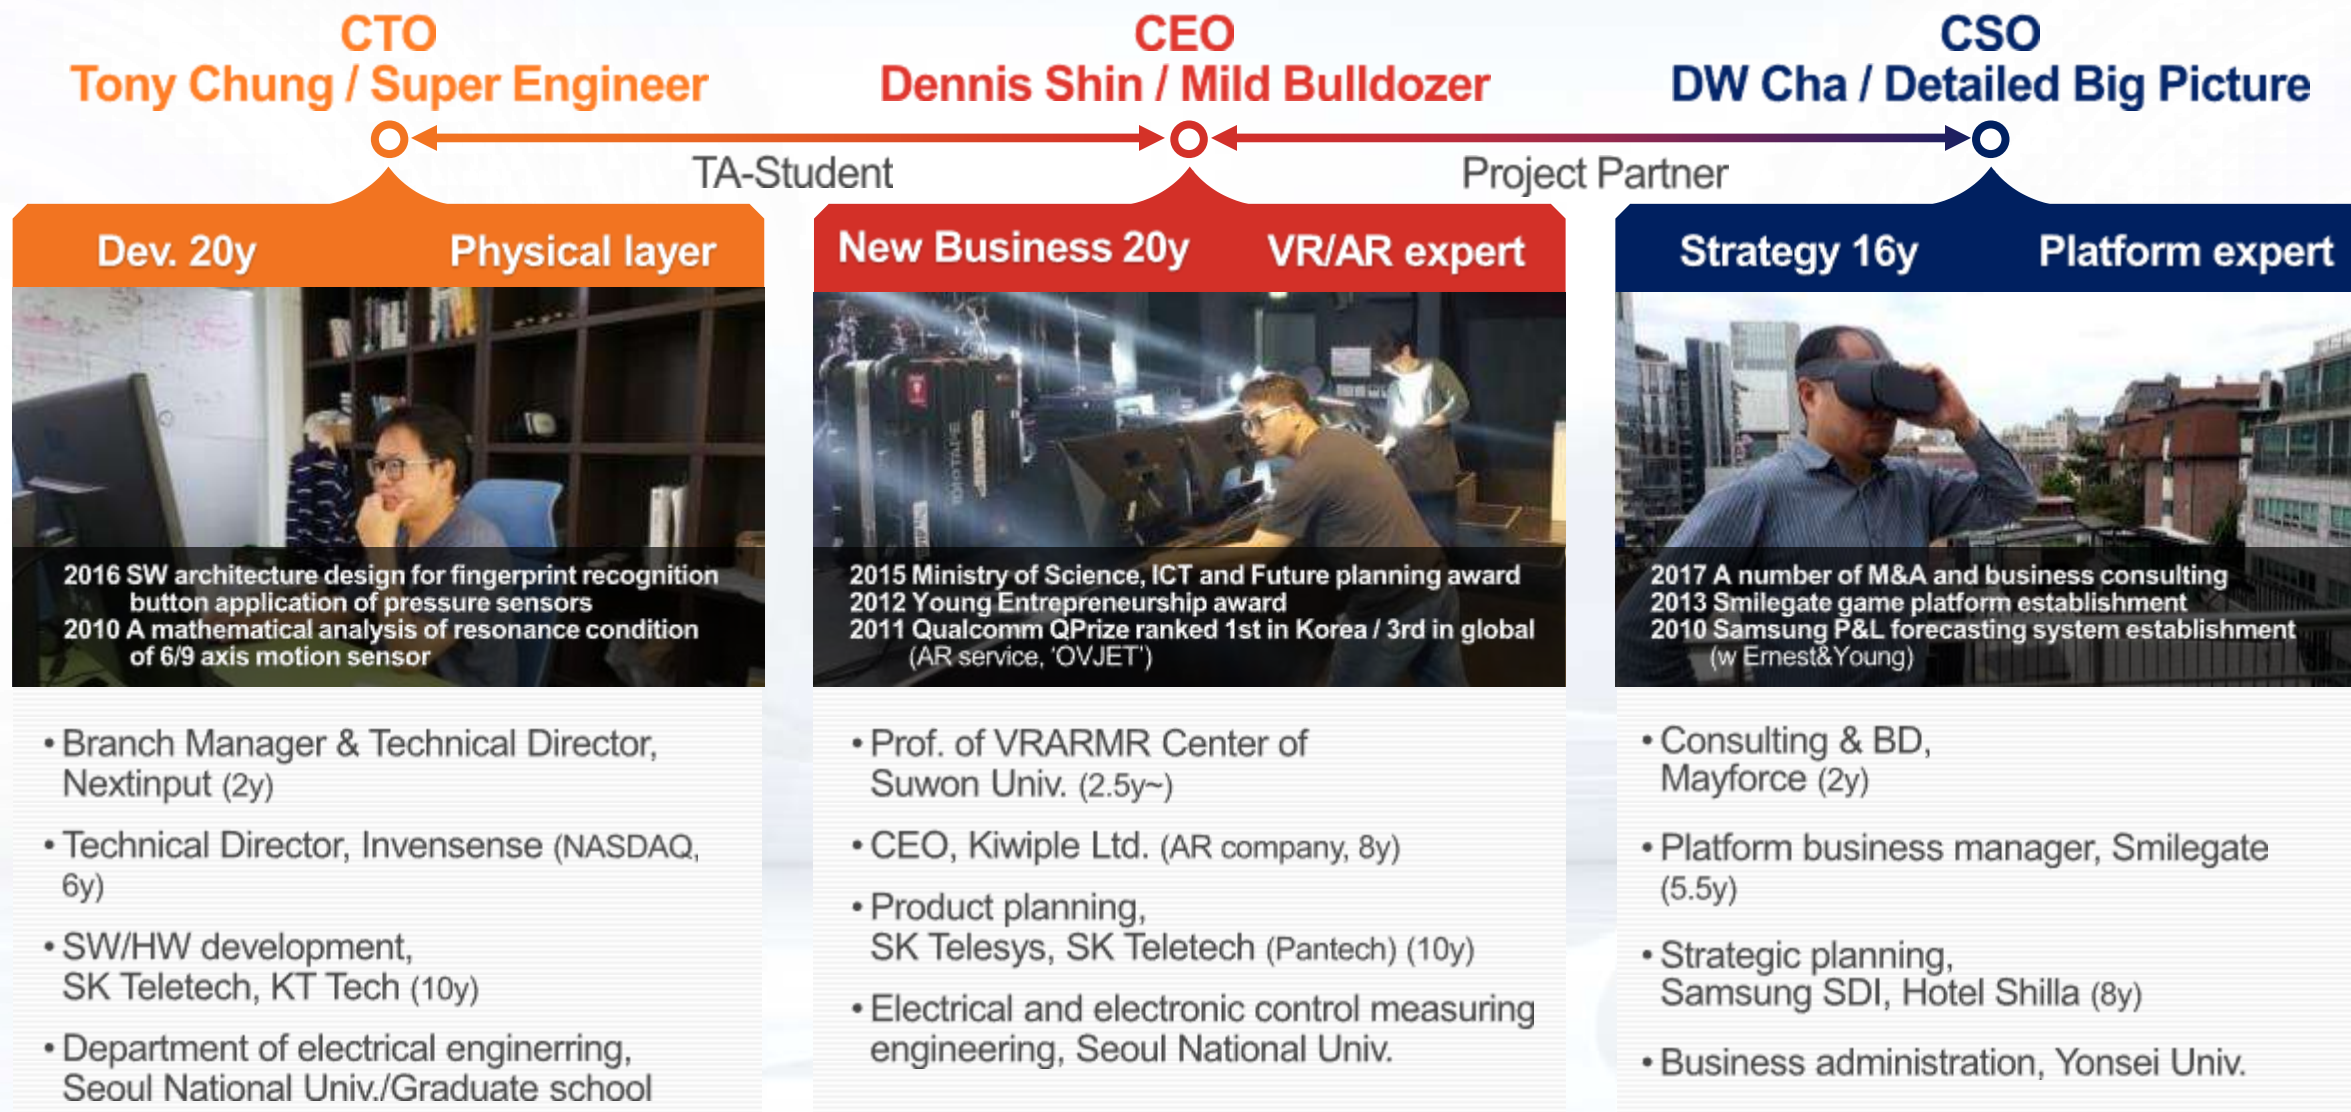 CTO
Tony Chung / Super Engineer
CEO
Dennis Shin / Mild Bulldozer
CSO
DW Cha / Detailed Big Picture
TA-Student
Project Partner
Dev. 20y
Physical layer
2016 SW architecture design for fingerprint recognition
button application of pressure sensors
2010 A mathematical analysis of resonance condition
of 6/9 axis motion sensor
• Branch Manager & Technical Director,
Nextinput (2y)
• Technical Director, Invensense (NASDAQ,
6y)
• SW/HW development,
SK Teletech, KT Tech (10y)
• Department of electrical enginerring,
Seoul National Univ./Graduate school
New Business 20y
VR/AR expert
2015 Ministry of Science, ICT and Future planning award
2012 Young Entrepreneurship award
2011 Qualcomm QPrize ranked 1st in Korea / 3rd in global
(AR service, ‘OVJET’)
• Prof. of VRARMR Center of
Suwon Univ. (2.5y~)
• CEO, Kiwiple Ltd. (AR company, 8y)
• Product planning,
SK Telesys, SK Teletech (Pantech) (10y)
• Electrical and electronic control measuring
engineering, Seoul National Univ.
Strategy 16y
Platform expert
2017 A number of M&A and business consulting
2013 Smilegate game platform establishment
2010 Samsung P&L forecasting system establishment
(w Ernest&Young)
• Consulting & BD,
Mayforce (2y)
• Platform business manager, Smilegate
(5.5y)
• Strategic planning,
Samsung SDI, Hotel Shilla (8y)
• Business administration, Yonsei Univ.